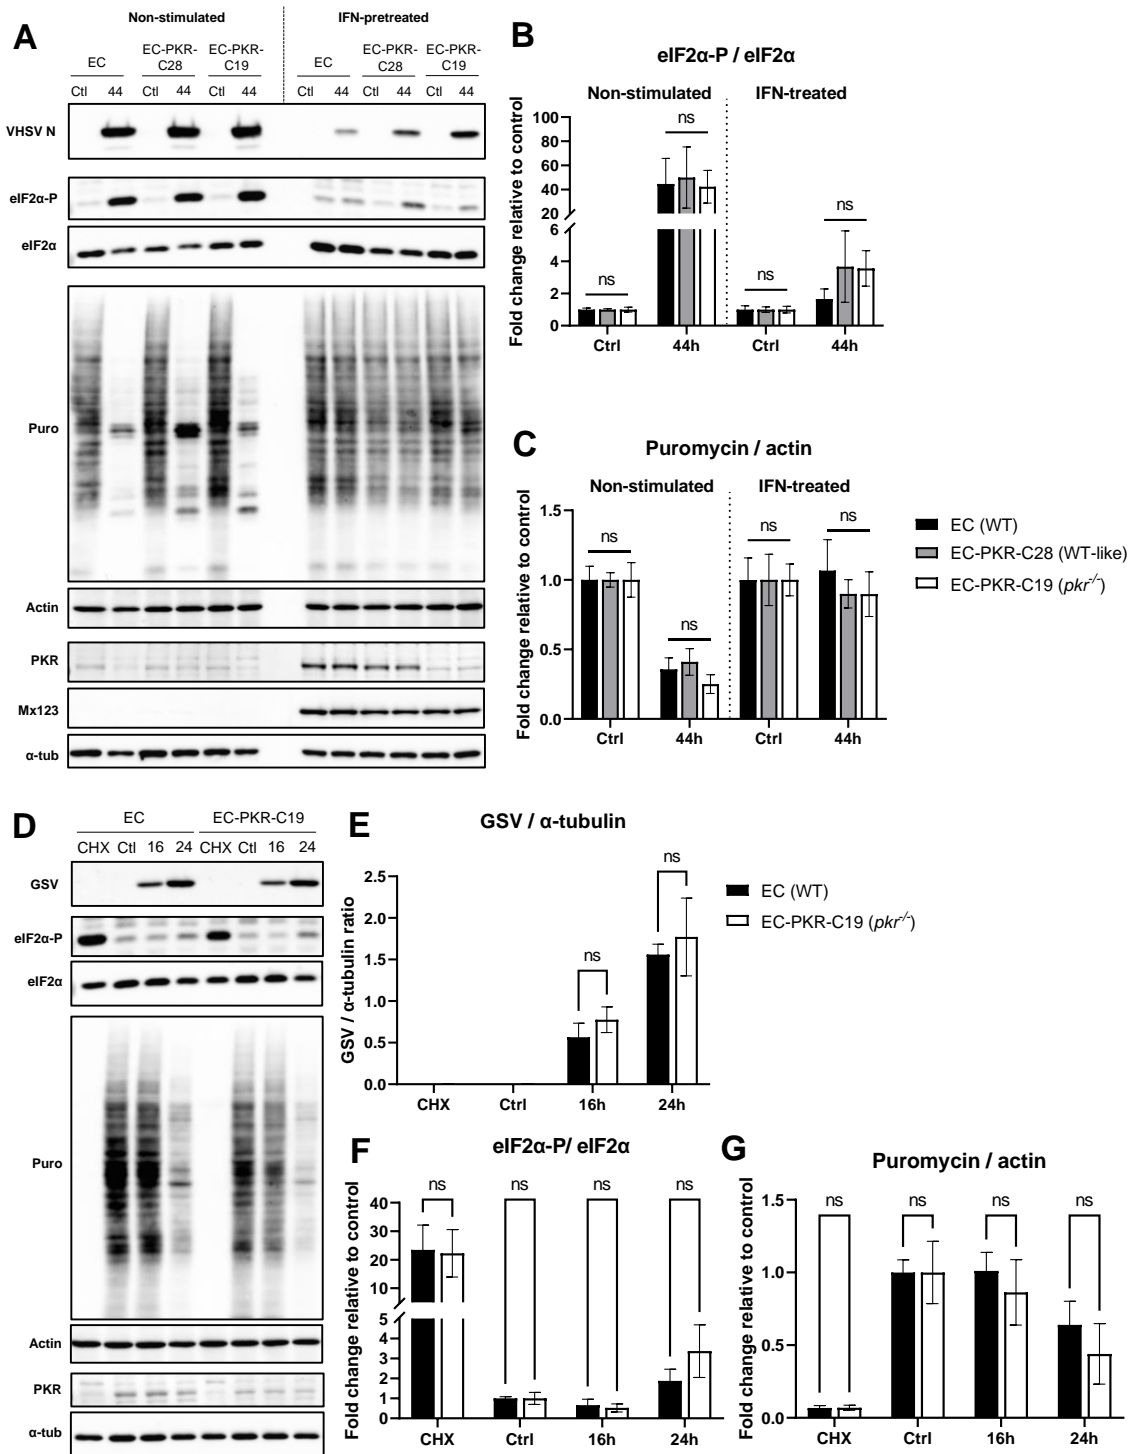 A
Non-stimulated
IFN-pretreated
EC
EC-PKR-
C28
EC-PKR-
C19
EC
EC-PKR-
C28
EC-PKR-
C19
Ctl 44 Ctl 44 Ctl 44 Ctl 44 Ctl 44 Ctl 44
VHSV N
eIF2α-P
eIF2α
Puro
Actin
PKR
Mx123
α-tub
B
eIF2α-P / eIF2α
Non-stimulated
IFN-treated
Fold change relative to control
100
80
60
40
20
6
4
2
0
ns
ns
ns
ns
Ctrl
44h
Ctrl
44h
C
Puromycin / actin
Non-stimulated
IFN-treated
Fold change relative to control
1.5
1.0
0.5
0.0
ns
ns
ns
ns
Ctrl
44h
Ctrl
44h
EC (WT)
EC-PKR-C28 (WT-like)
EC-PKR-C19 (pkr-/-)
D
EC
EC-PKR-C19
CHX Ctl 16 24 CHX Ctl 16 24
GSV
eIF2α-P
eIF2α
Puro
Actin
PKR
α-tub
E
GSV / α-tubulin
GSV / α-tubulin ratio
2.5
2.0
1.5
1.0
0.5
0.0
ns
ns
CHX
Ctrl
16h
24h
EC (WT)
EC-PKR-C19 (pkr-/-)
F
eIF2α-P/ eIF2α
Fold change relative to control
40
30
20
10
5
4
3
2
1
0
ns
ns
ns
ns
CHX
Ctrl
16h
24h
G
Puromycin / actin
Fold change relative to control
1.5
1.0
0.5
0.0
ns
ns
ns
ns
CHX
Ctrl
16h
24h